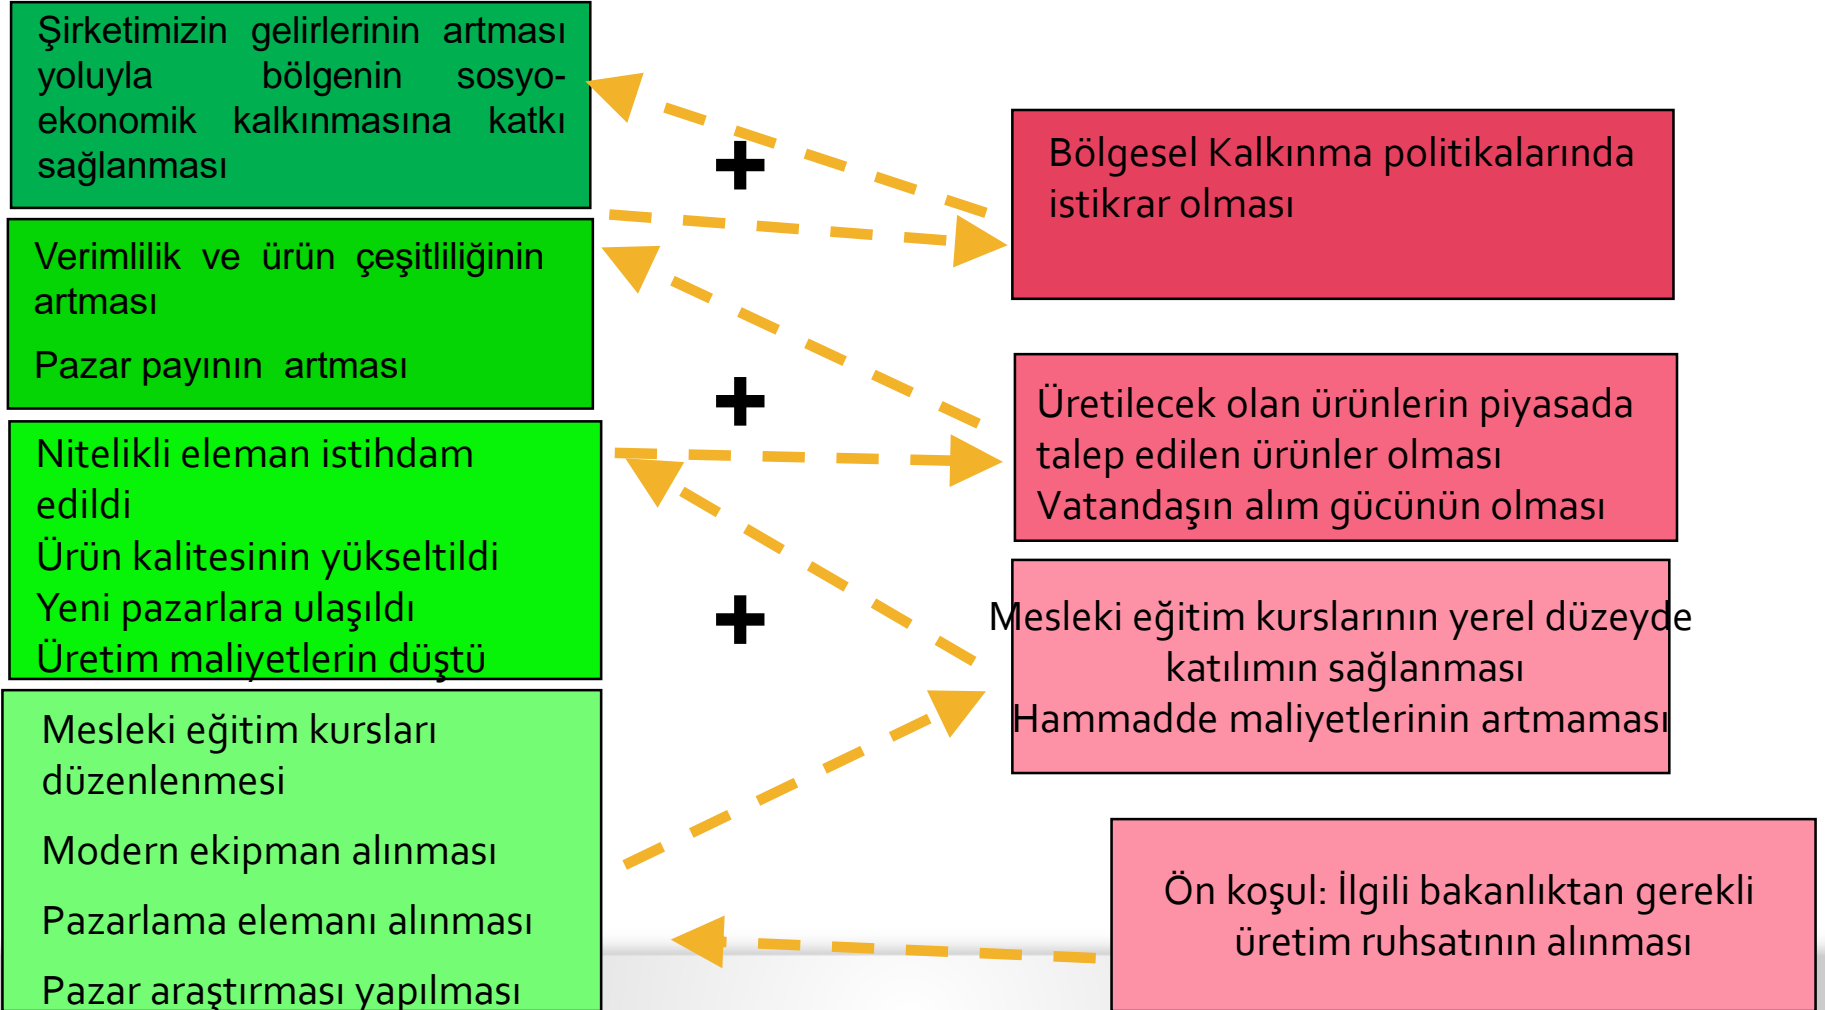 Şirketimizin gelirlerinin artması
yoluyla bölgenin sosyo-
ekonomik kalkınmasına katkı
sağlanması
Verimlilik ve ürün çeşitliliğinin
artması
Pazar payının artması
Nitelikli eleman istihdam
edildi
Ürün kalitesinin yükseltildi
Yeni pazarlara ulaşıldı
Üretim maliyetlerin düştü
Mesleki eğitim kursları
düzenlenmesi
Modern ekipman alınması
Pazarlama elemanı alınması
Pazar araştırması yapılması
+
+
+
Bölgesel Kalkınma politikalarında
istikrar olması
Üretilecek olan ürünlerin piyasada
talep edilen ürünler olması
Vatandaşın alım gücünün olması
Mesleki eğitim kurslarının yerel düzeyde
katılımın sağlanması
Hammadde maliyetlerinin artmaması
Ön koşul: İlgili bakanlıktan gerekli
üretim ruhsatının alınması